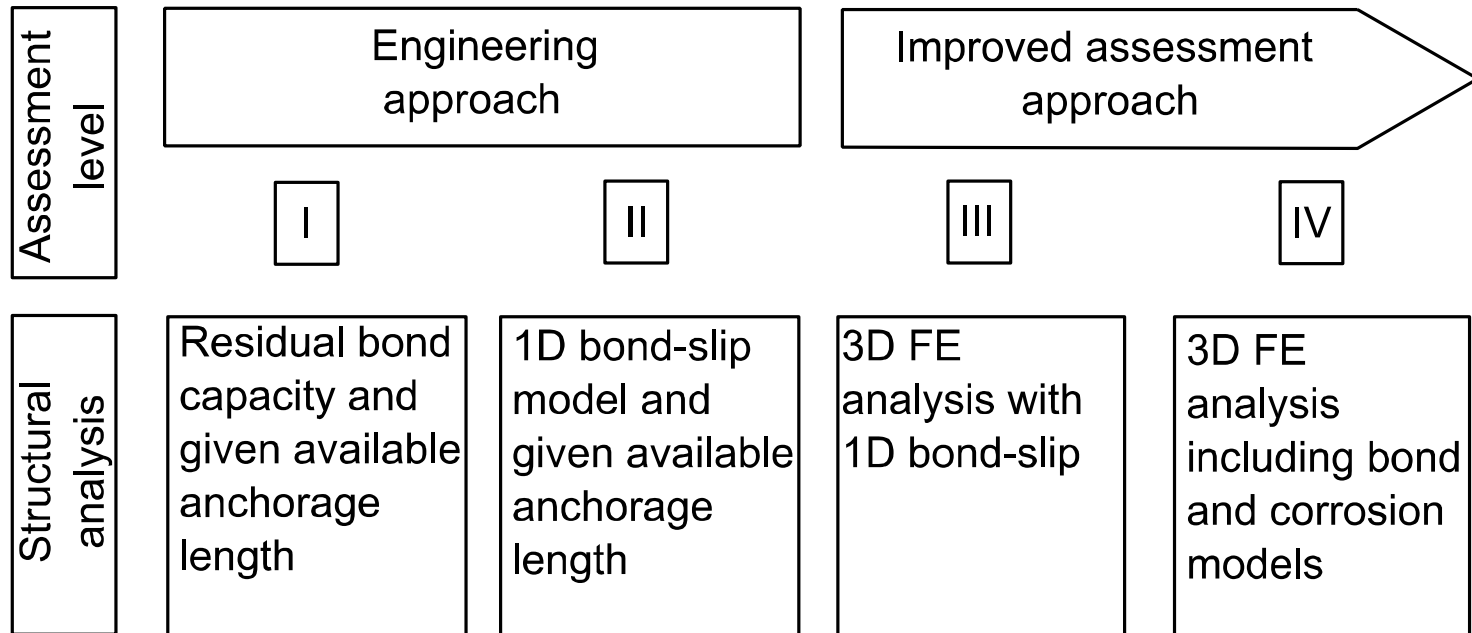 Assessment
level
Engineering
approach
Improved assessment
approach
I
II
III
IV
Structural
analysis
Residual bond
capacity and
given available
anchorage
length
1D bond-slip
model and
given available
anchorage
length
3D FE
analysis with
1D bond-slip
3D FE
analysis
including bond
and corrosion
models